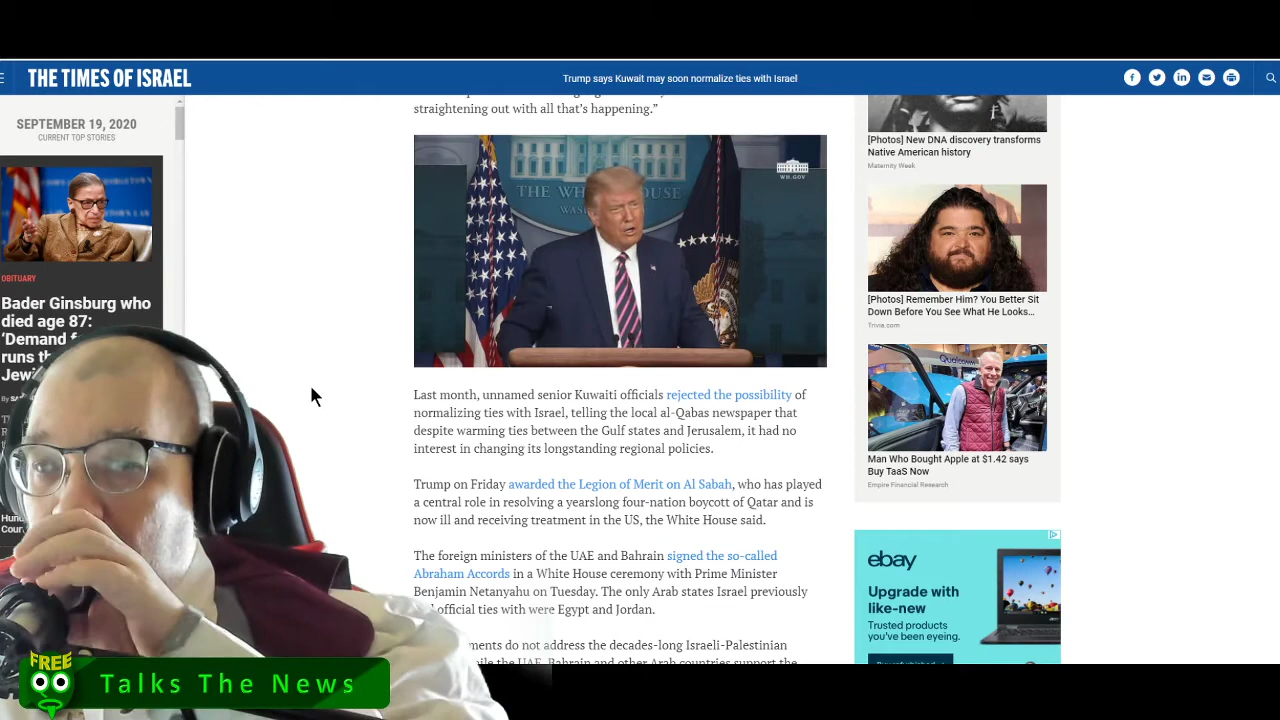 THE TIMES OF ISRAEL
Trump says Kuwait may soon normalize ties with Israel
SEPTEMBER 19, 2020
CURRENT TOP STORIES
OBITUARY
Bader Ginsburg who
died age 87:
‘Demand f
runs th
Jewi
By
straightening out with all that’s happening.”
WH.GOV
THE WH HOUSE
WAS
Last month, unnamed senior Kuwaiti officials rejected the possibility of
normalizing ties with Israel, telling the local al-Qabas newspaper that
despite warming ties between the Gulf states and Jerusalem, it had no
interest in changing its longstanding regional policies.
Trump on Friday awarded the Legion of Merit on Al Sabah, who has played
a central role in resolving a yearslong four-nation boycott of Qatar and is
now ill and receiving treatment in the US, the White House said.
The foreign ministers of the UAE and Bahrain signed the so-called
Abraham Accords in a White House ceremony with Prime Minister
Benjamin Netanyahu on Tuesday. The only Arab states Israel previously
official ties with were Egypt and Jordan.
ments do not address the decades-long Israeli-Palestinian
the UAE, Bahrain and other Arab countries support the
[Photos] New DNA discovery transforms
Native American history
Maternity Week
[Photos] Remember Him? You Better Sit
Down Before You See What He Looks...
Trivia.com
Qualcomm
Man Who Bought Apple at $1.42 says
Buy TaaS Now
Empire Financial Research
ebay
Upgrade with
like-new
Trusted products
you’ve been eyeing.
FREE
Talks The News